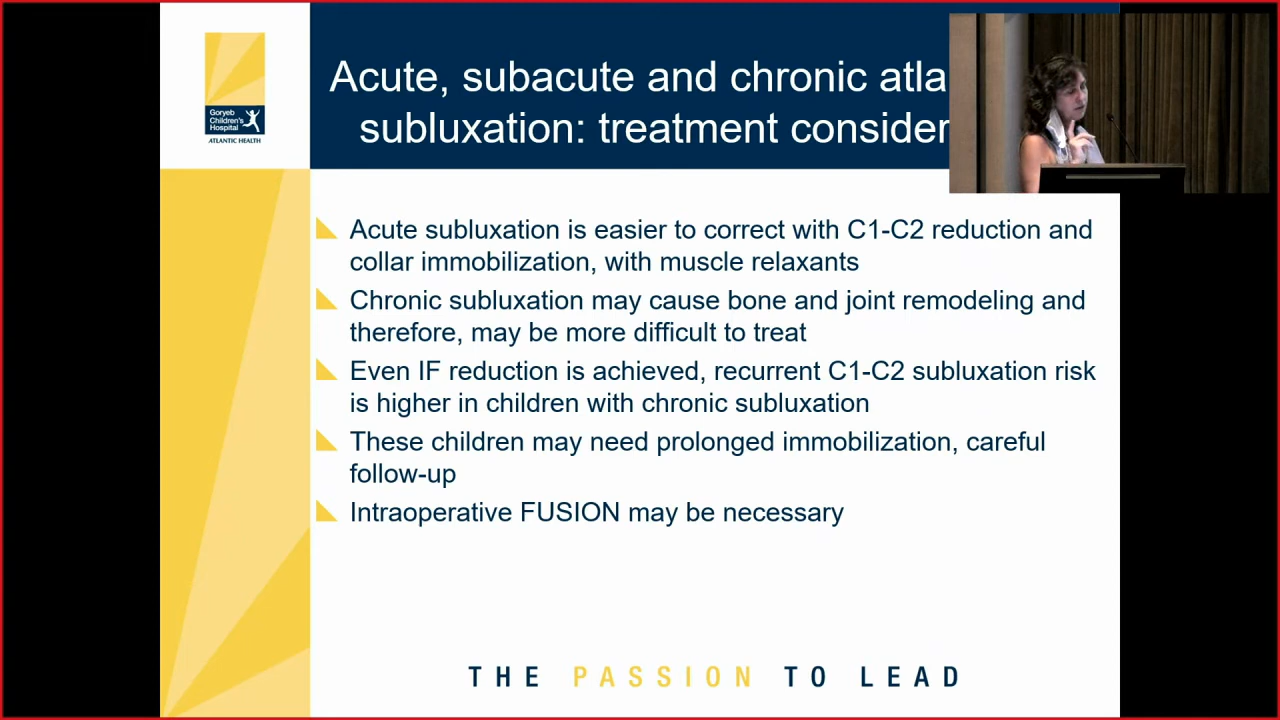 Goryeb
Children's
Hospital
ATLANTIC HEALTH
Acute, subacute and chronic
subluxation: treatment
Acute subluxation is easier to correct with C1-C2 reduction and
collar immobilization, with muscle relaxants
Chronic subluxation may cause bone and joint remodeling and
therefore, may be more difficult to treat
Even IF reduction is achieved, recurrent C1-C2 subluxation risk
is higher in children with chronic subluxation
These children may need prolonged immobilization, careful
follow-up
Intraoperative FUSION may be necessary
THE PASSION TO LEAD